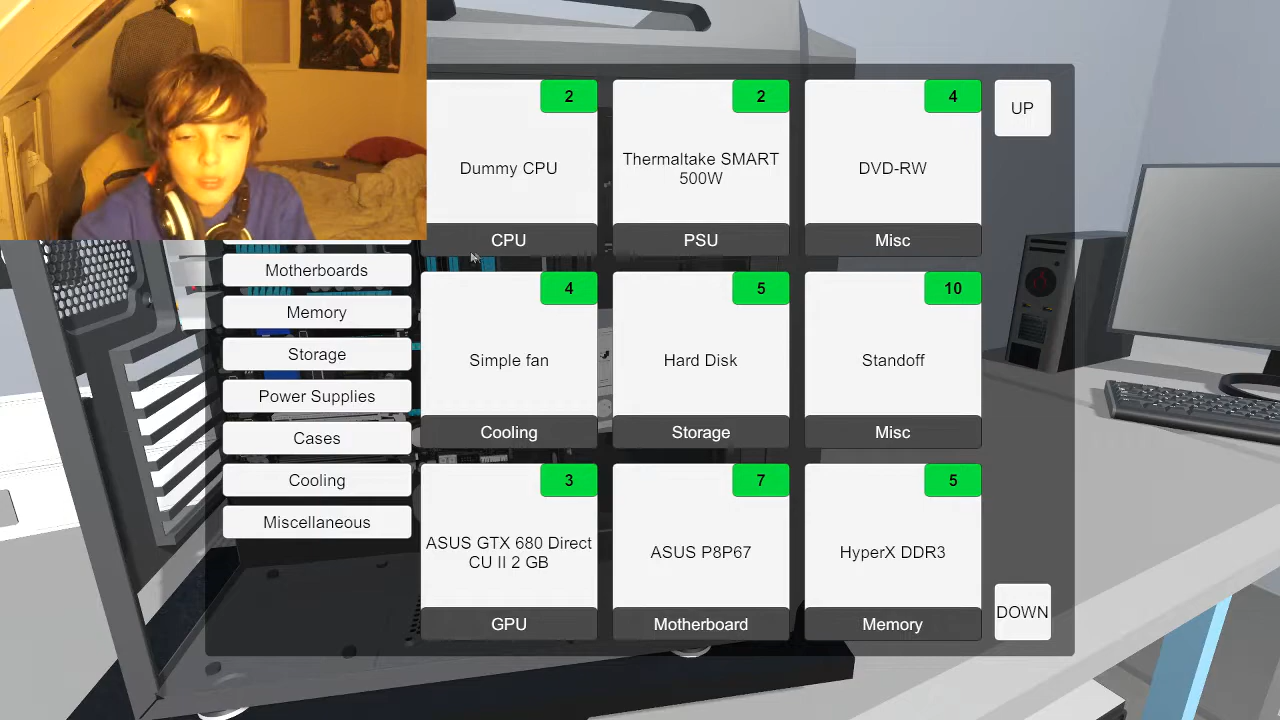 2
Dummy CPU
CPU
2
Thermaltake SMART
500W
PSU
4
DVD-RW
Misc
UP
Motherboards
Memory
Storage
Power Supplies
Cases
Cooling
Miscellaneous
4
Simple fan
Cooling
5
Hard Disk
Storage
10
Standoff
Misc
3
ASUS GTX 680 Direct
CU II 2 GB
GPU
7
ASUS P8P67
Motherboard
5
HyperX DDR3
Memory
DOWN